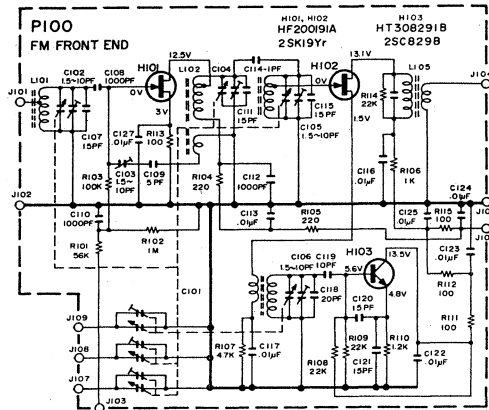 P100
FM FRONT END
H101, H102
HF200191A
2SK19Yr
H103
HT308291B
2SC829B
L101
C102
1.5~10PF
C108
1000PF
H101
12.5V
L102
C104
1.5~10PF
C114-1PF
H102
13.1V
L105
J101
0V
3V
C111
15PF
0V
C115
15PF
1.5V
R114
22K
C107
15PF
C127
.01µF
R113
100
C105
1.5~10PF
C103
1.5~
10PF
C109
5PF
R103
100K
R104
220
C112
1000PF
C116
.01µF
R106
1K
J102
C110
1000PF
C113
.01µF
R105
220
C125
.01µF
R115
100
C124
.01µF
R101
56K
R102
1M
C106
1.5~10PF
C119
10PF
H103
13.5V
C123
.01µF
C101
5.6V
4.8V
R112
100
C118
20PF
C120
15PF
J109
R111
100
J108
R107
47K
C117
.01µF
R109
22K
R108
22K
C121
15PF
R110
1.2K
C122
.01µF
J107
J103